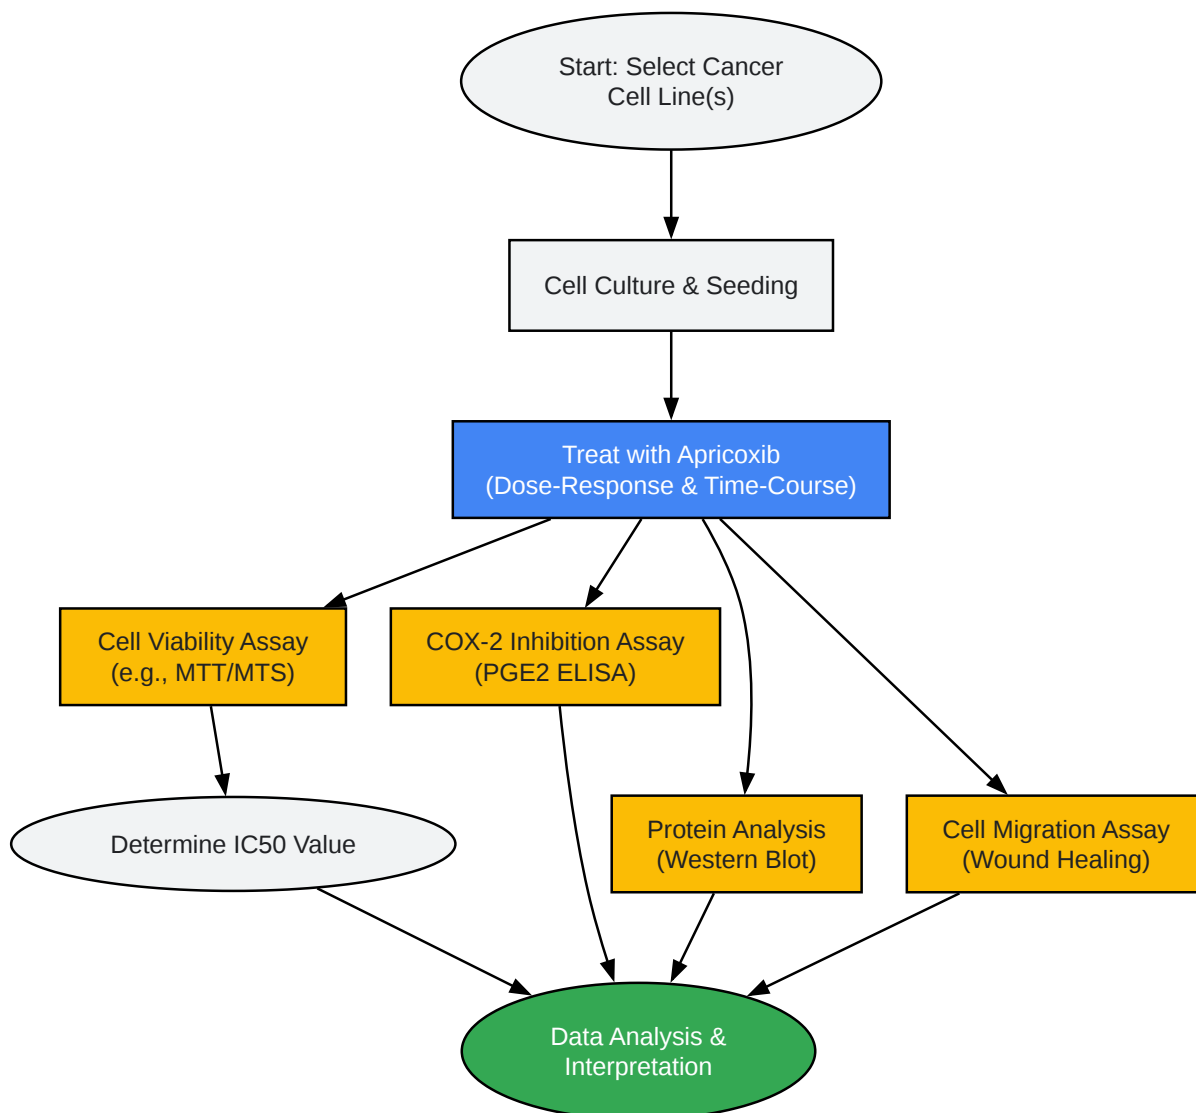 Start: Select Cancer
Cell Line(s)
Cell Culture & Seeding
Treat with Apricoxib
(Dose-Response & Time-Course)
Cell Viability Assay
(e.g., MTT/MTS)
COX-2 Inhibition Assay
(PGE2 ELISA)
Determine IC50 Value
Protein Analysis
(Western Blot)
Cell Migration Assay
(Wound Healing)
Data Analysis &
Interpretation